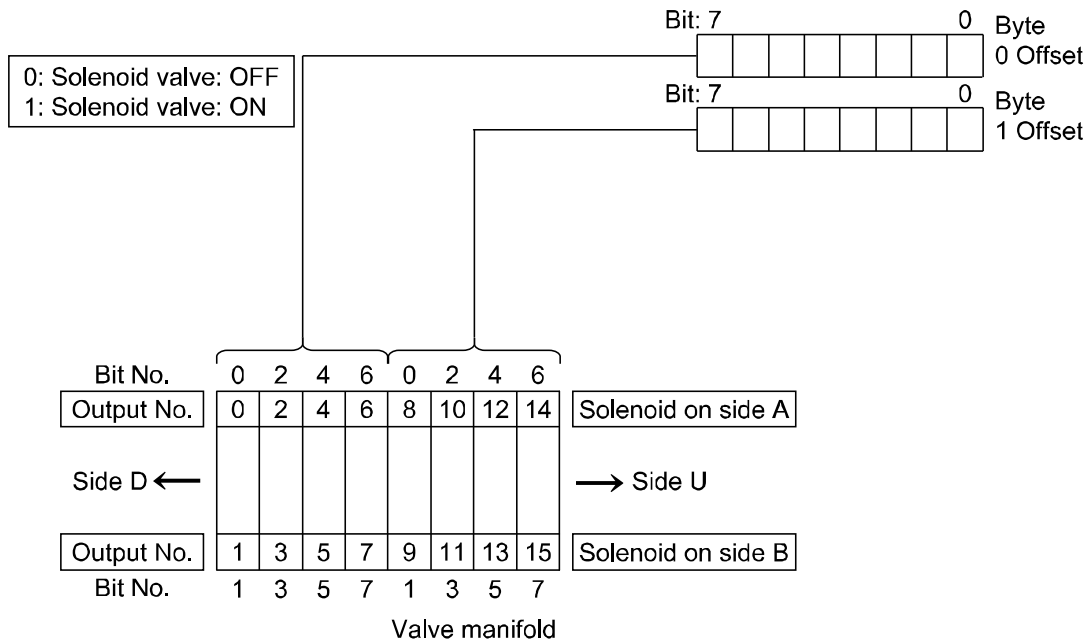 Bit: 7 0 Byte
0 Offset
0: Solenoid valve: OFF
1: Solenoid valve: ON
Bit: 7 0 Byte
1 Offset
Bit No. 0 2 4 6 0 2 4 6
Output No. 0 2 4 6 8 10 12 14 Solenoid on side A
Side D Side U
Output No. 1 3 5 7 9 11 13 15 Solenoid on side B
Bit No. 1 3 5 7 1 3 5 7
Valve manifold